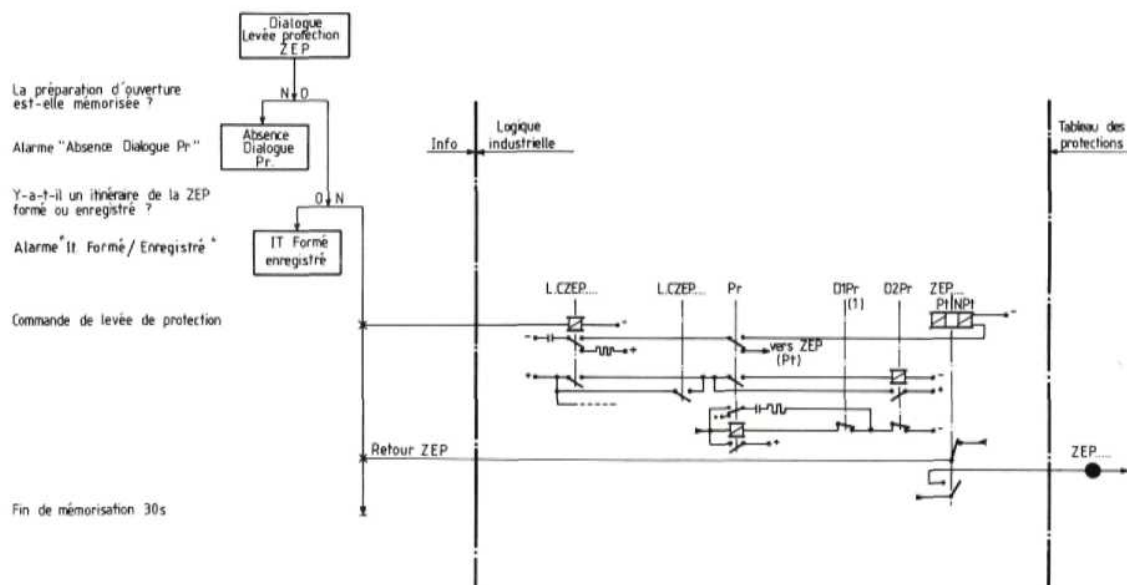 Dialogue
Levée protection
ZEP
La préparation d'ouverture
est-elle mémorisée ?
N O
Alarme "Absence Dialogue Pr"
Absence
Dialogue
Pr.
Info
Logique
industrielle
Tableau des
protections
Y-a-t-il un itinéraire de la ZEP
formé ou enregistré ?
O N
Alarme "It. Formé / Enregistré"
IT Formé
enregistré
L.CZEP....
L.CZEP....
Pr
D1Pr
(1)
D2Pr
ZEP....
Pt NPt
Commande de levée de protection
vers ZEP
(Pt)
Retour ZEP
ZEP....
Fin de mémorisation 30s